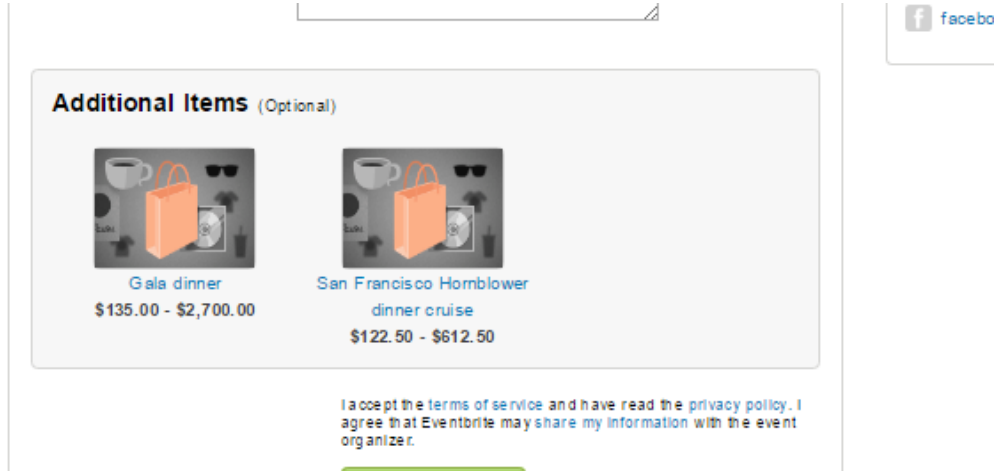 facebo
Additional Items (Optional)
Gala dinner
$135.00 - $2,700.00
San Francisco Hornblower
dinner cruise
$122.50 - $612.50
I accept the terms of service and have read the privacy policy. I
agree that Eventbrite may share my information with the event
organizer.